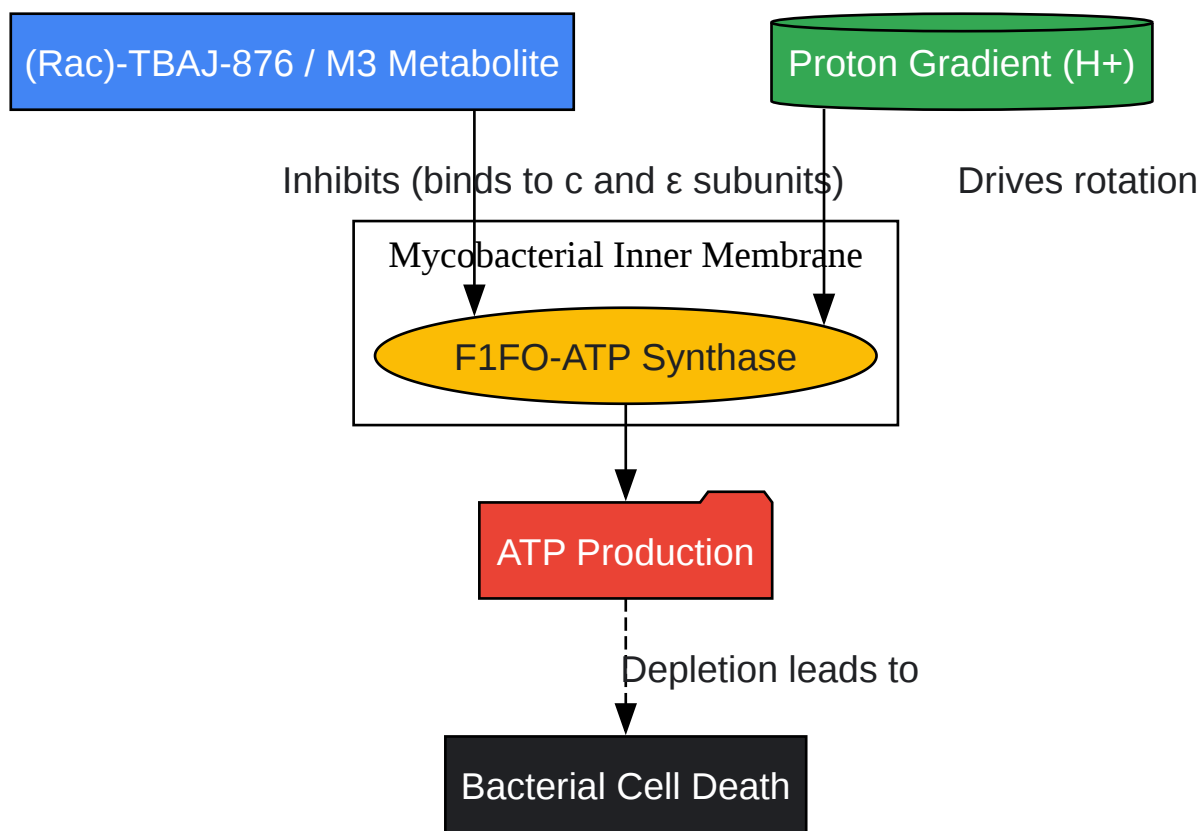 (Rac)-TBAJ-876 / M3 Metabolite
Proton Gradient (H+)
Inhibits (binds to c and ε subunits)
Drives rotation
Mycobacterial Inner Membrane
F1FO-ATP Synthase
ATP Production
Depletion leads to
Bacterial Cell Death